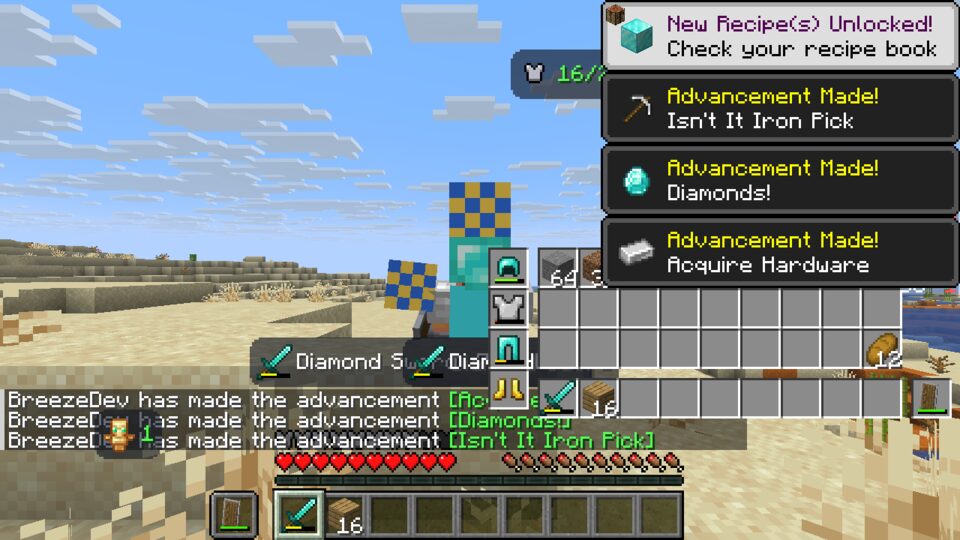 New Recipe(s) Unlocked!
Check your recipe book
16/
Advancement Made!
Isn't It Iron Pick
Advancement Made!
Diamonds!
Advancement Made!
Acquire Hardware
64
12
Diamond
BreezeDev has made the advancement
BreezeDev has made the advancement [Diamonds!]
BreezeDev has made the advancement [Isn't It Iron Pick]
1
16
16